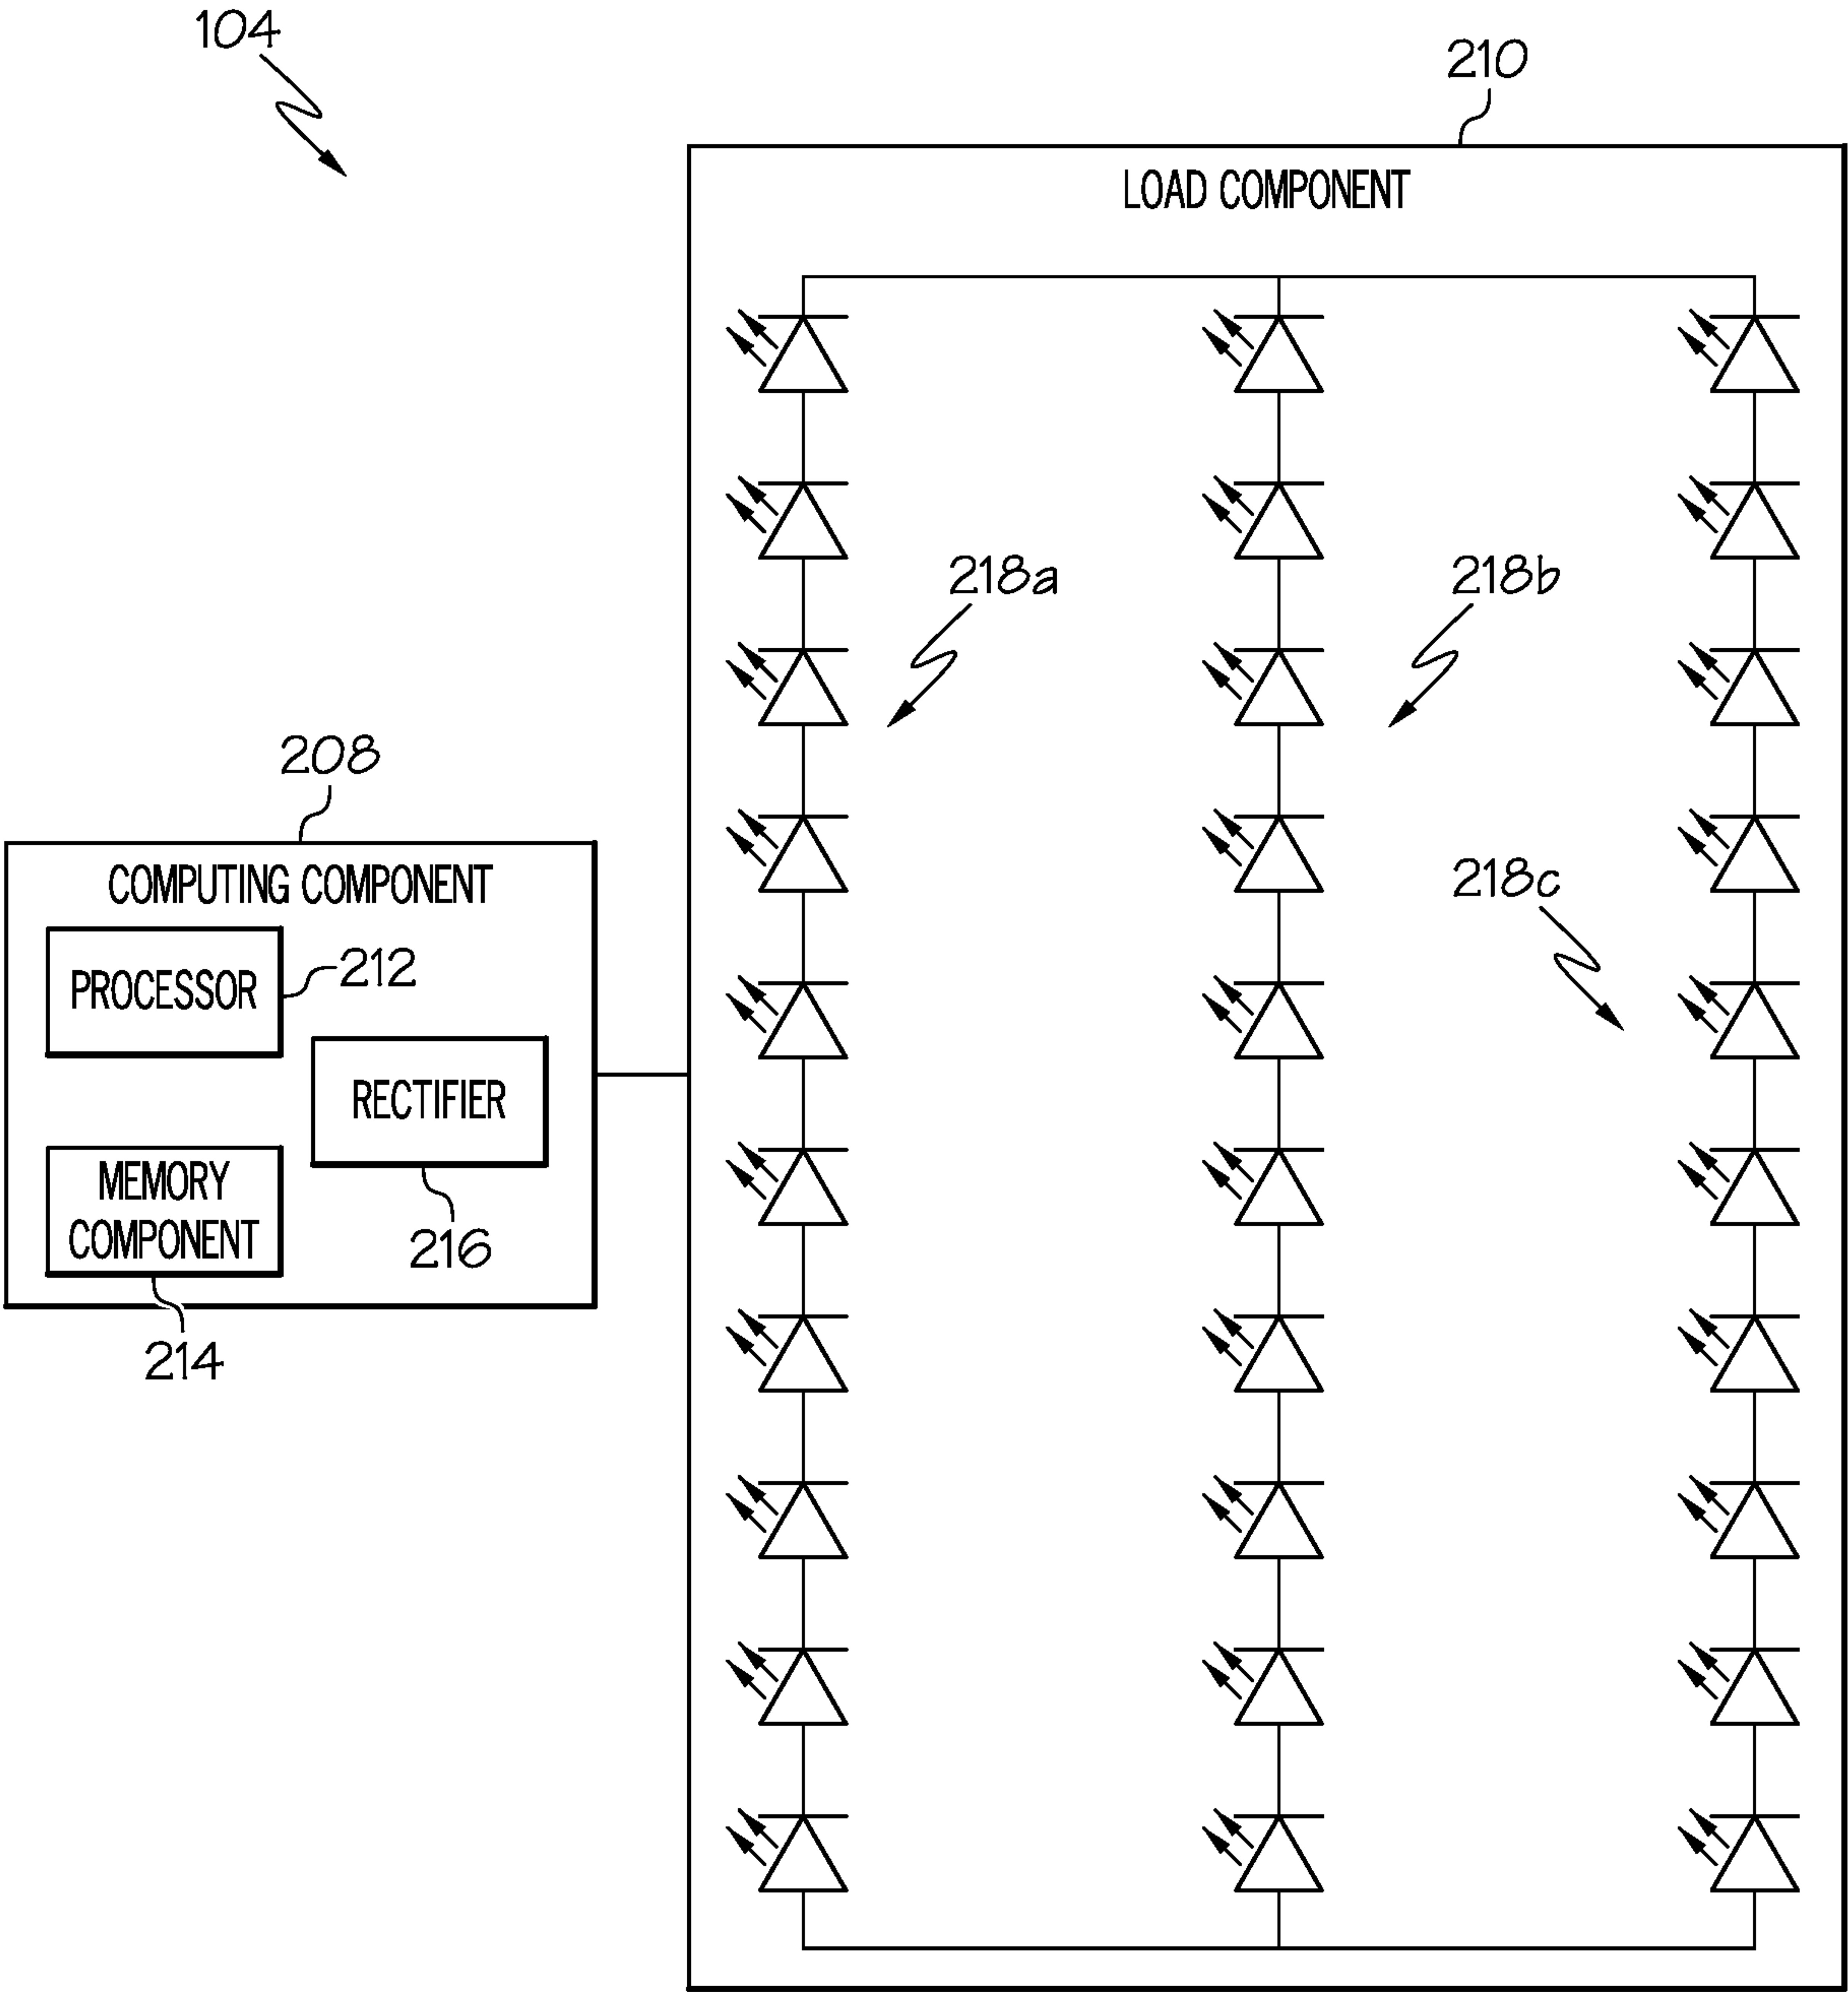 104
210
LOAD COMPONENT
218a
218b
208
COMPUTING COMPONENT
218c
PROCESSOR
212
RECTIFIER
MEMORY
COMPONENT
216
214